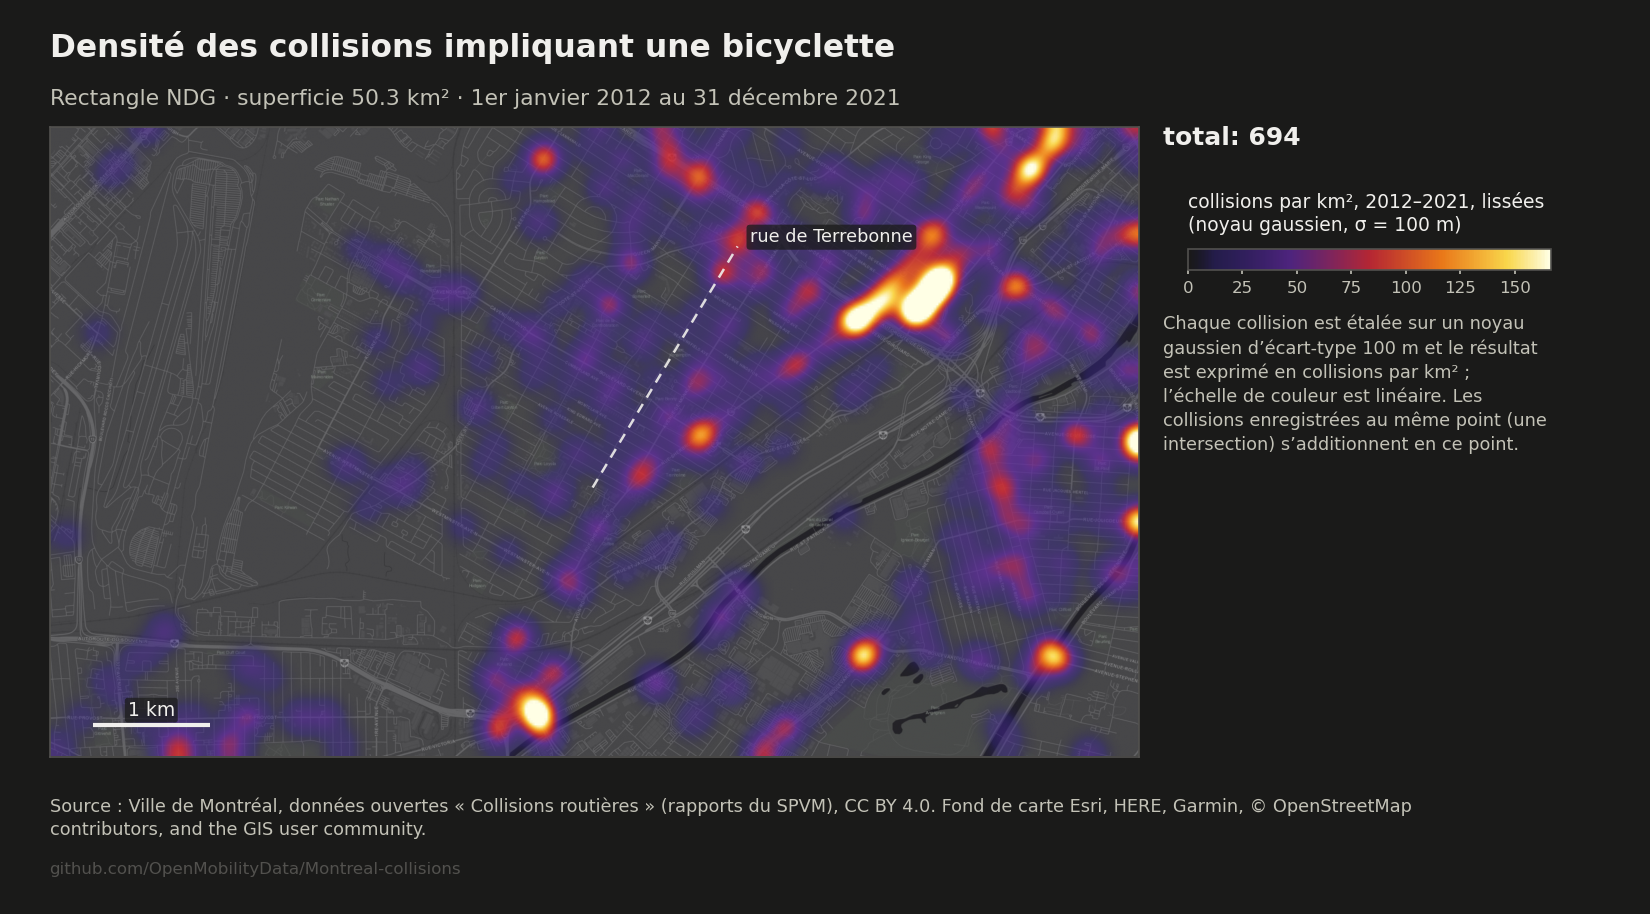 Densité des collisions impliquant une bicyclette
Rectangle NDG · superficie 50.3 km² · 1er janvier 2012 au 31 décembre 2021
total: 694
collisions par km², 2012–2021, lissées
(noyau gaussien, σ = 100 m)
0 25 50 75 100 125 150
Chaque collision est étalée sur un noyau
gaussien d’écart-type 100 m et le résultat
est exprimé en collisions par km² ;
l’échelle de couleur est linéaire. Les
collisions enregistrées au même point (une
intersection) s’additionnent en ce point.
rue de Terrebonne
1 km
Source : Ville de Montréal, données ouvertes « Collisions routières » (rapports du SPVM), CC BY 4.0. Fond de carte Esri, HERE, Garmin, © OpenStreetMap
contributors, and the GIS user community.
github.com/OpenMobilityData/Montreal-collisions